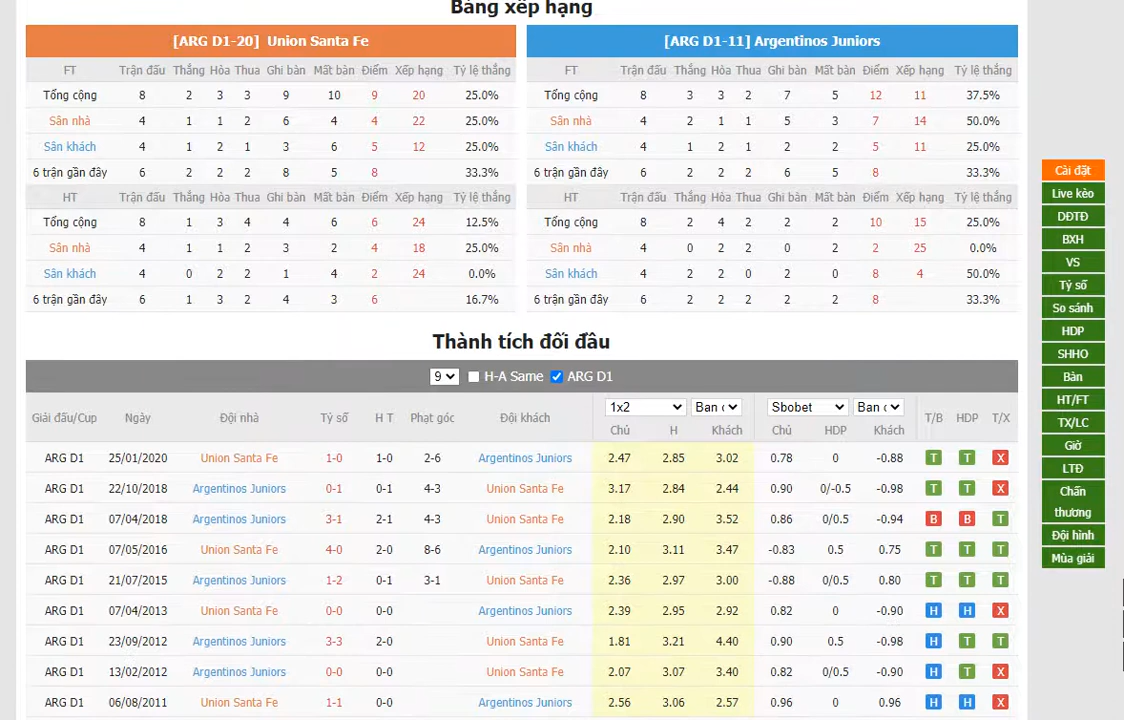 Bảng xếp hạng
[ARG D1-20] Union Santa Fe
FT Trận đấu Thắng Hòa Thua Ghi bàn Mất bàn Điểm Xếp hạng Tỷ lệ thắng
Tổng cộng 8 2 3 3 9 10 9 20 25.0%
Sân nhà 4 1 1 2 6 4 4 22 25.0%
Sân khách 4 1 2 1 3 6 5 12 25.0%
6 trận gần đây 6 2 2 2 8 5 8 33.3%
HT Trận đấu Thắng Hòa Thua Ghi bàn Mất bàn Điểm Xếp hạng Tỷ lệ thắng
Tổng cộng 8 1 3 4 4 6 6 24 12.5%
Sân nhà 4 1 1 2 3 2 4 18 25.0%
Sân khách 4 0 2 2 1 4 2 24 0.0%
6 trận gần đây 6 1 3 2 4 3 6 16.7%
[ARG D1-11] Argentinos Juniors
FT Trận đấu Thắng Hòa Thua Ghi bàn Mất bàn Điểm Xếp hạng Tỷ lệ thắng
Tổng cộng 8 3 3 2 7 5 12 11 37.5%
Sân nhà 4 2 1 1 5 3 7 14 50.0%
Sân khách 4 1 2 1 2 2 5 11 25.0%
6 trận gần đây 6 2 2 2 6 5 8 33.3%
HT Trận đấu Thắng Hòa Thua Ghi bàn Mất bàn Điểm Xếp hạng Tỷ lệ thắng
Tổng cộng 8 2 4 2 2 2 10 15 25.0%
Sân nhà 4 0 2 2 0 2 2 25 0.0%
Sân khách 4 2 2 0 2 0 8 4 50.0%
6 trận gần đây 6 2 2 2 2 2 8 33.3%
Thành tích đối đầu
9 H-A Same ARG D1
Giải đấu/Cup Ngày Đội nhà Tỷ số H T Phạt góc Đội khách 1x2 Ban Sbobet Ban T/B HDP T/X
Chủ H Khách Chủ HDP Khách
ARG D1 25/01/2020 Union Santa Fe 1-0 1-0 2-6 Argentinos Juniors 2.47 2.85 3.02 0.78 0 -0.88 T T X
ARG D1 22/10/2018 Argentinos Juniors 0-1 0-1 4-3 Union Santa Fe 3.17 2.84 2.44 0.90 0/-0.5 -0.98 T T X
ARG D1 07/04/2018 Argentinos Juniors 3-1 2-1 4-3 Union Santa Fe 2.18 2.90 3.52 0.86 0/0.5 -0.94 B B T
ARG D1 07/05/2016 Union Santa Fe 4-0 2-0 8-6 Argentinos Juniors 2.10 3.11 3.47 -0.83 0.5 0.75 T T T
ARG D1 21/07/2015 Argentinos Juniors 1-2 0-1 3-1 Union Santa Fe 2.36 2.97 3.00 -0.88 0/0.5 0.80 T T T
ARG D1 07/04/2013 Union Santa Fe 0-0 0-0 Argentinos Juniors 2.39 2.95 2.92 0.82 0 -0.90 H H X
ARG D1 23/09/2012 Argentinos Juniors 3-3 2-0 Union Santa Fe 1.81 3.21 4.40 0.90 0.5 -0.98 H T T
ARG D1 13/02/2012 Argentinos Juniors 0-0 0-0 Union Santa Fe 2.07 3.07 3.40 0.82 0/0.5 -0.90 H T X
ARG D1 06/08/2011 Union Santa Fe 1-1 0-0 Argentinos Juniors 2.56 3.06 2.57 0.96 0 0.96 H H X
Cài đặt
Live kèo
DĐTĐ
BXH
VS
Tỷ số
So sánh
HDP
SHHO
Bàn
HT/FT
TX/LC
Giờ
LTĐ
Chấn
thương
Đội hình
Mùa giải